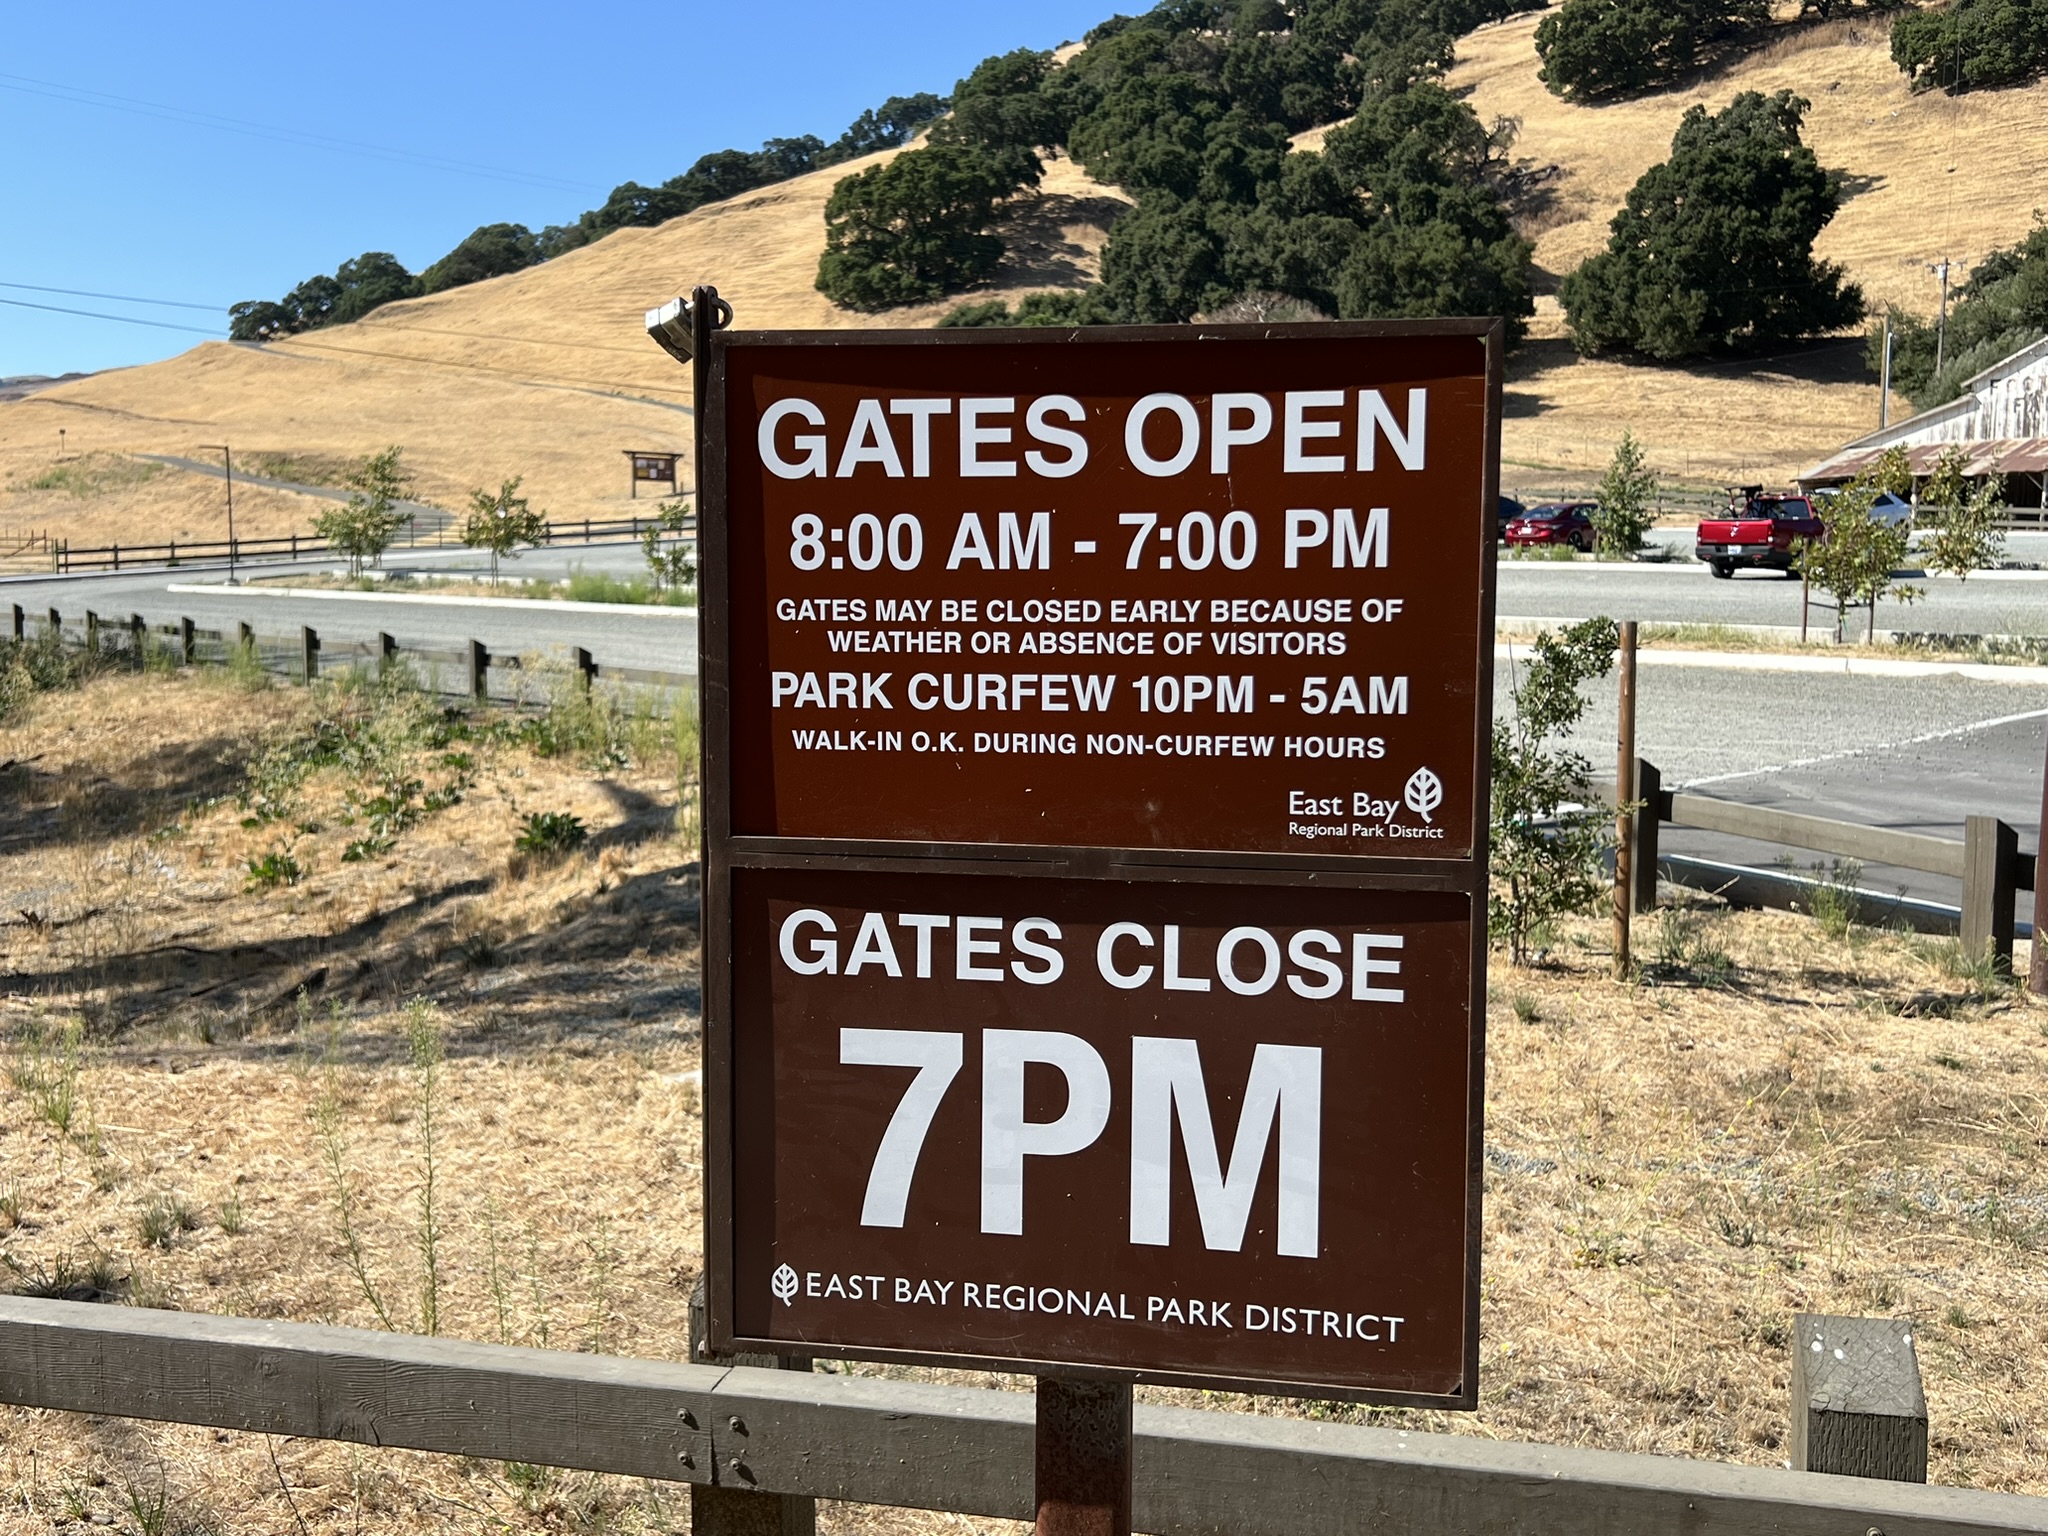 GATES OPEN
8:00 AM - 7:00 PM
GATES MAY BE CLOSED EARLY BECAUSE OF
WEATHER OR ABSENCE OF VISITORS
PARK CURFEW 10PM - 5AM
WALK-IN O.K. DURING NON-CURFEW HOURS
East Bay
Regional Park District
GATES CLOSE
7PM
EAST BAY REGIONAL PARK DISTRICT